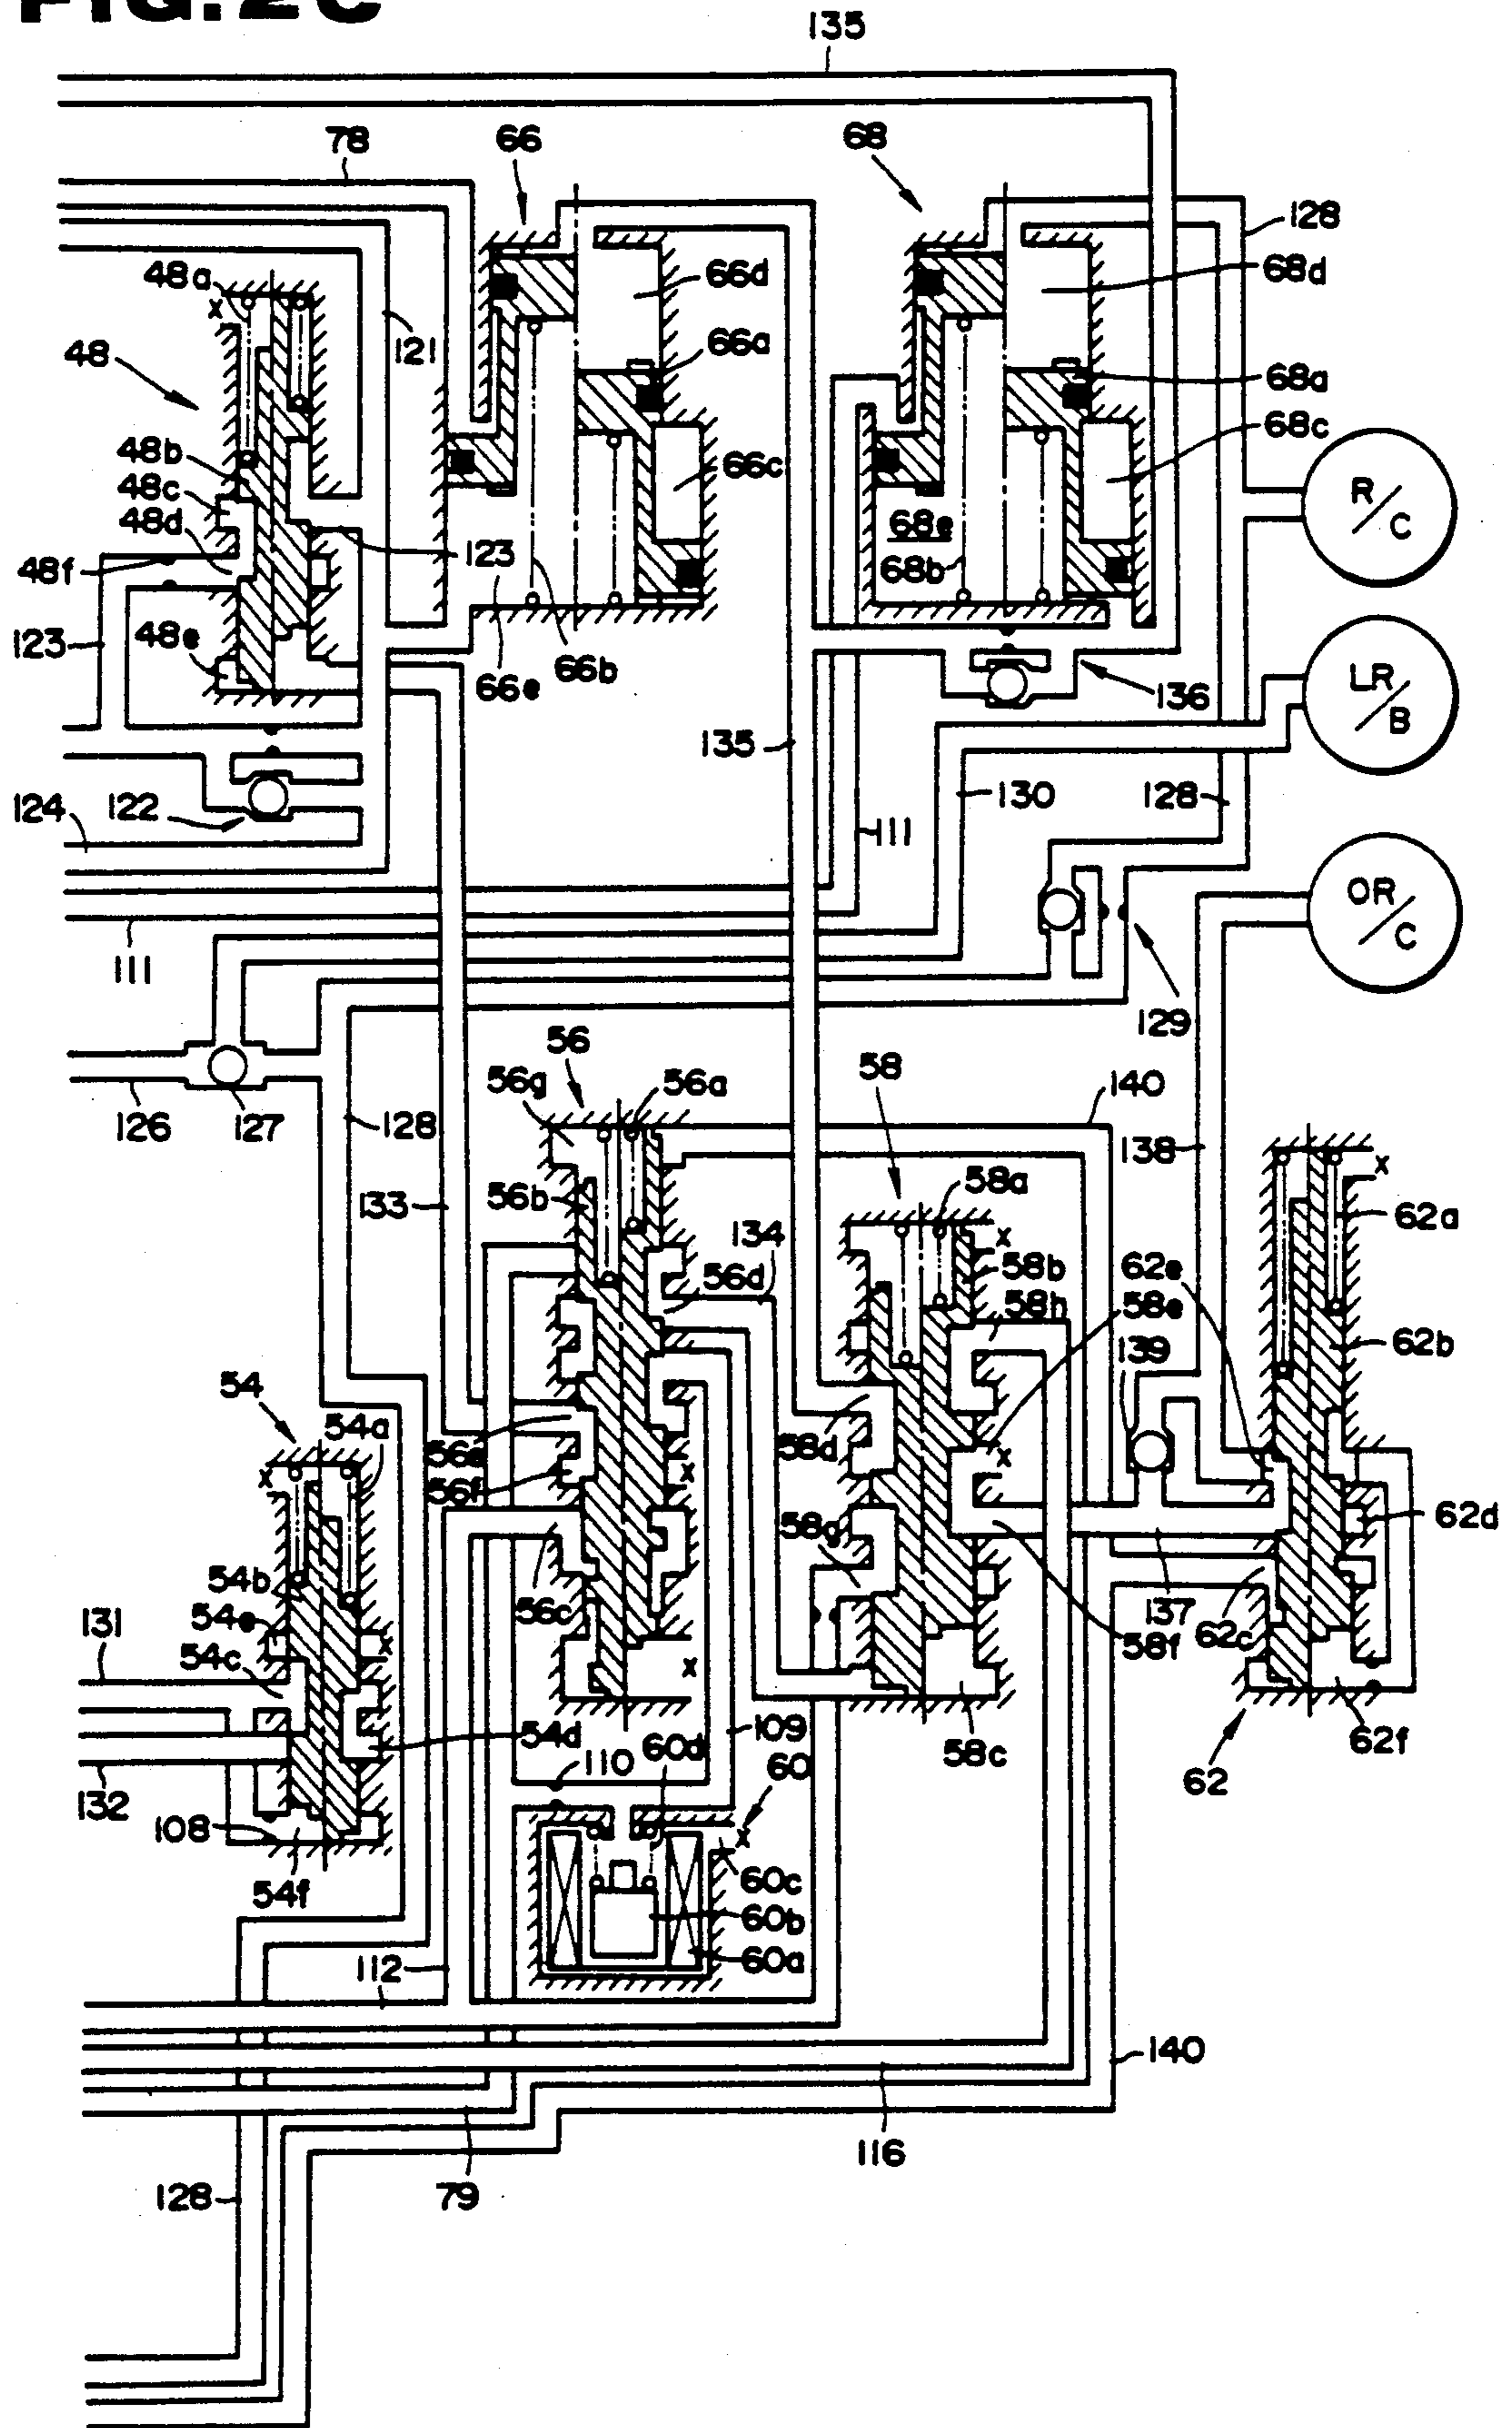 FIG. 2C
135
78
66
68
128
48a
x
66d
68d
48
121
66a
68a
48b
66c
68c
48c
48d
R/C
68e
48f
123
68b
123
48e
66b
66e
136
LR/B
135
124
122
130
128
111
OR/C
111
129
56
126
127
128
56g
56a
58
140
138
x
133
56b
58a
62a
134
x
56d
58b
62e
58h
58e
139
62b
54
54a
x
56e
58d
x
56f
x
62d
58g
54b
56c
137
131
54e
x
58f
62c
54c
x
54d
109
60d
110
60
58c
62f
62
132
108
x
54f
60c
60b
60a
112
140
116
128
79